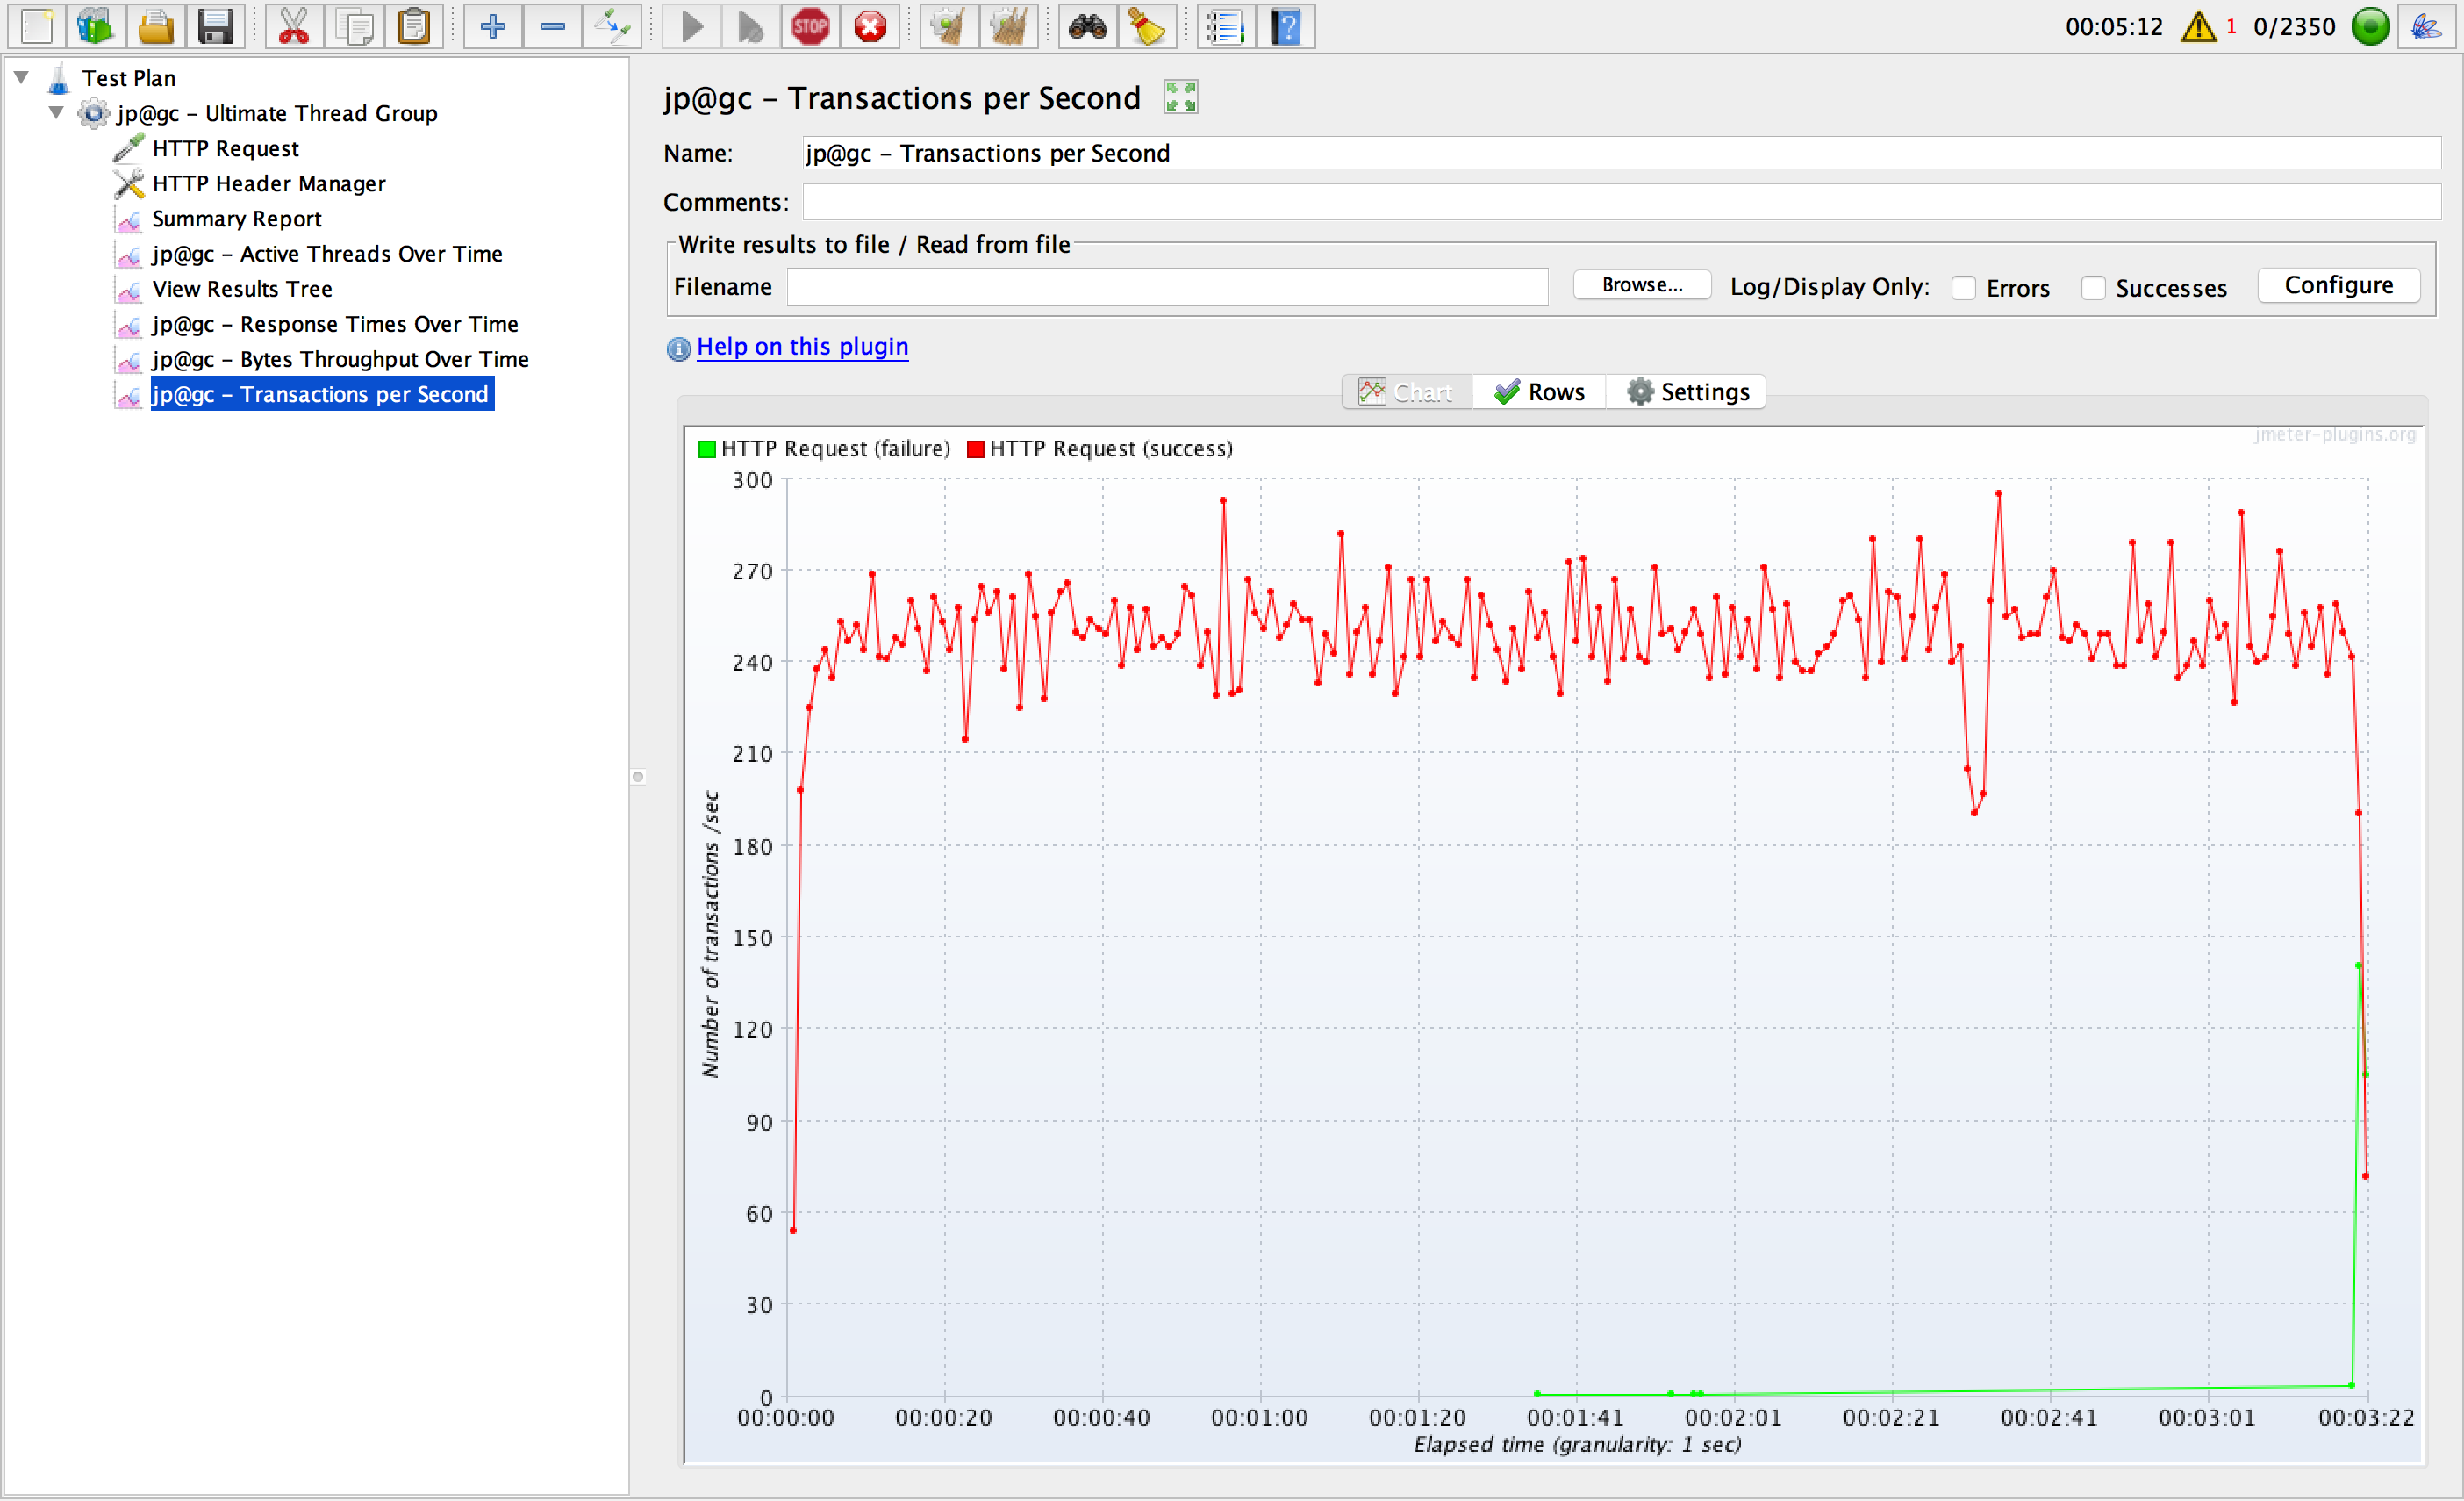 STOP
?
00:05:12 1 0/2350
Test Plan
jp@gc – Ultimate Thread Group
HTTP Request
HTTP Header Manager
Summary Report
jp@gc – Active Threads Over Time
View Results Tree
jp@gc – Response Times Over Time
jp@gc – Bytes Throughput Over Time
jp@gc – Transactions per Second
jp@gc – Transactions per Second
Name: jp@gc – Transactions per Second
Comments:
Write results to file / Read from file
Filename Browse... Log/Display Only: Errors Successes Configure
Help on this plugin
Chart Rows Settings
jmeter-plugins.org
HTTP Request (failure) HTTP Request (success)
300
270
240
210
180
150
120
90
60
30
0
Number of transactions /sec
00:00:00 00:00:20 00:00:40 00:01:00 00:01:20 00:01:41 00:02:01 00:02:21 00:02:41 00:03:01 00:03:22
Elapsed time (granularity: 1 sec)